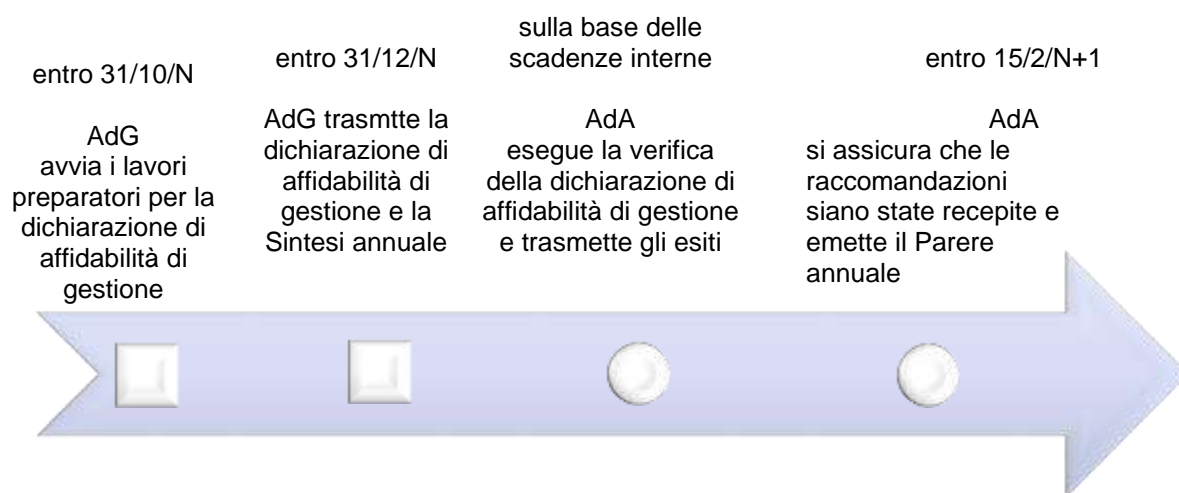 entro 31/10/N
AdG
avvia i lavori
preparatori per la
dichiarazione di
affidabilità di
gestione
entro 31/12/N
AdG trasmtte la
dichiarazione di
affidabilità di
gestione e la
Sintesi annuale
sulla base delle
scadenze interne
AdA
esegue la verifica
della dichiarazione di
affidabilità di gestione
e trasmette gli esiti
entro 15/2/N+1
AdA
si assicura che le
raccomandazioni
siano state recepite e
emette il Parere
annuale